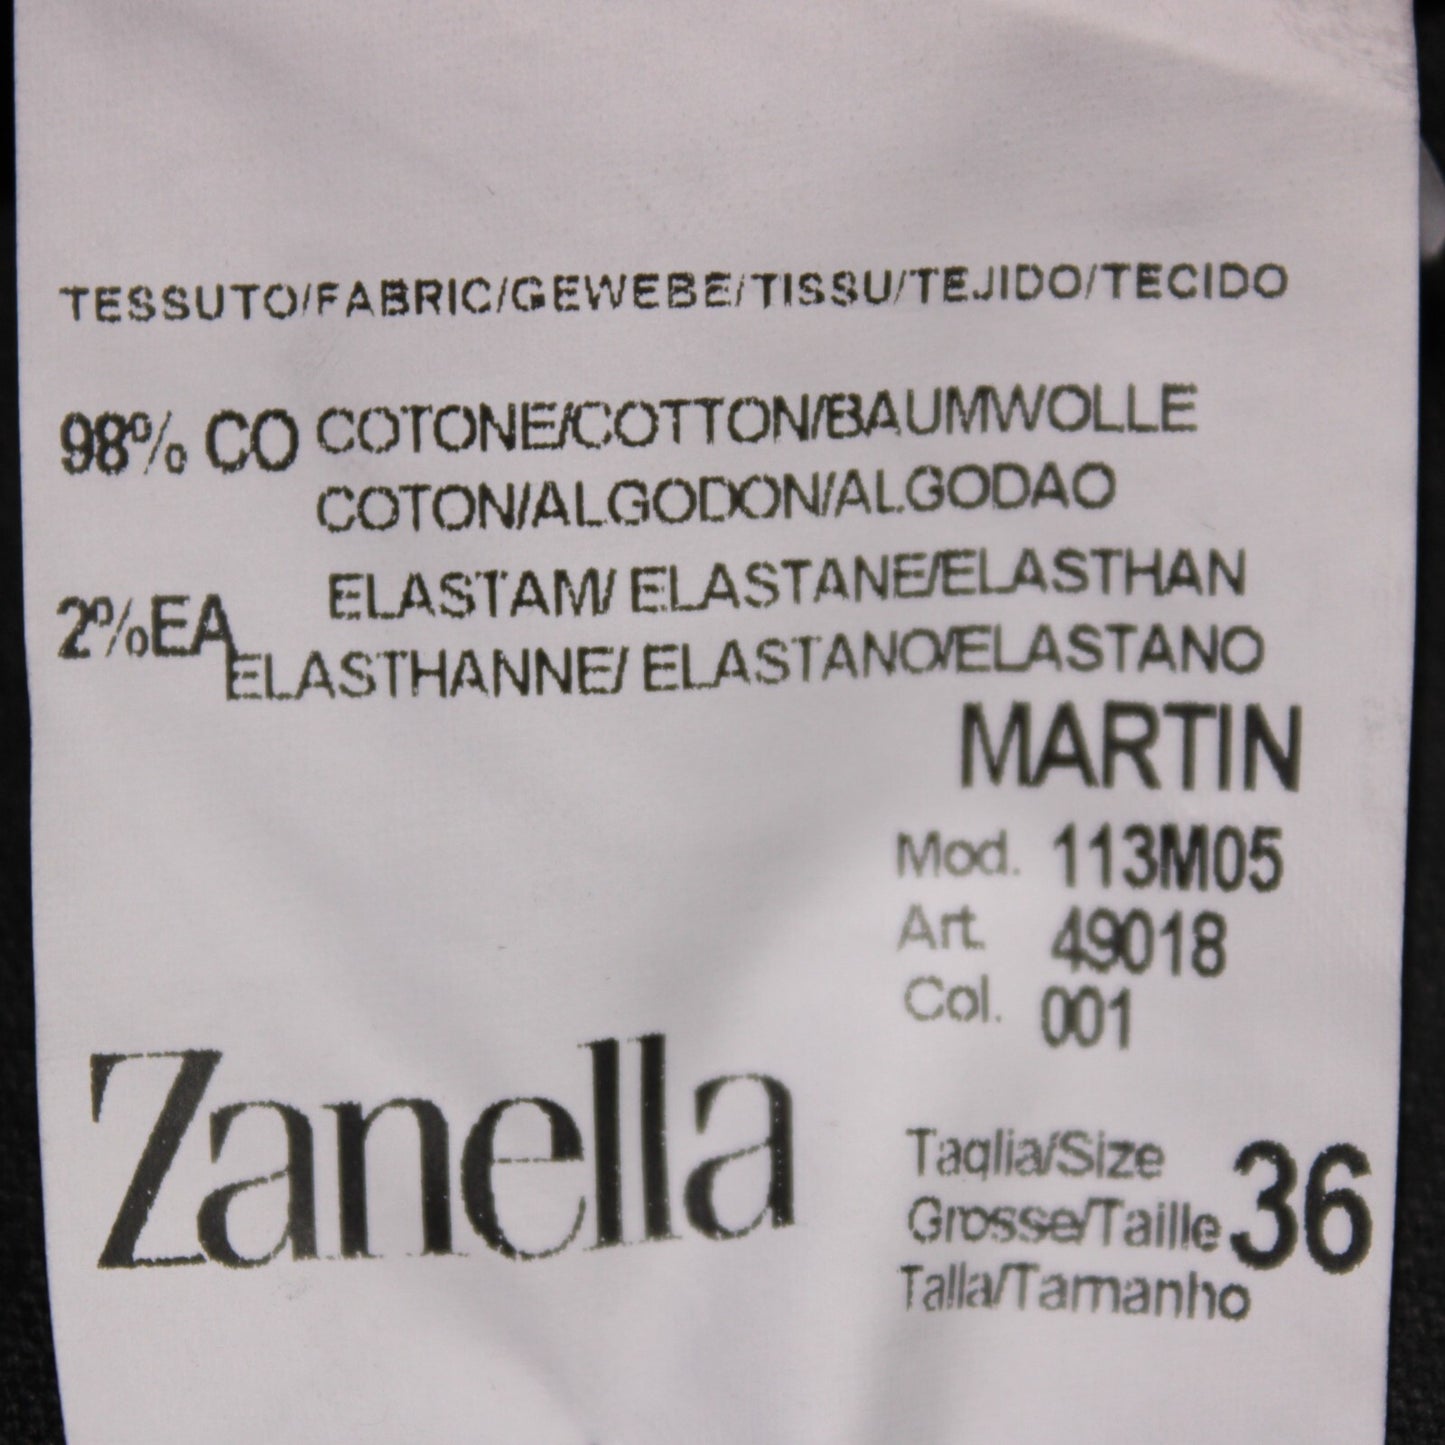 TESSUTO/FABRIC/GEWEBE/TISSU/TEJIDO/TECIDO
98% CO COTONE/COTTON/BAUMWOLLE
COTON/ALGODON/ALGODAO
2%EA ELASTAM/ ELASTANE/ELASTHAN
ELASTHANNE/ ELASTANO/ELASTANO
MARTIN
Mod. 113M05
Art. 49018
Col. 001
Zanella
Taglia/Size
Grosse/Taille 36
Talla/Tamanho